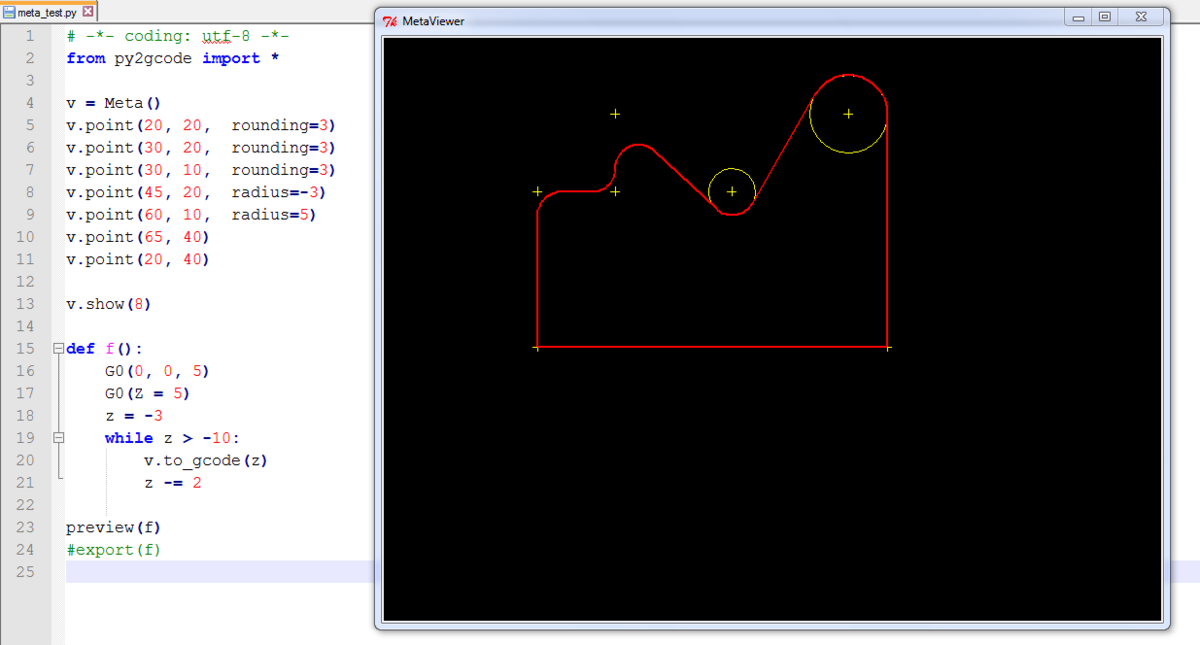 meta_test.py
MetaViewer
1 # -*- coding: utf-8 -*-
2 from py2gcode import *
3
4 v = Meta()
5 v.point(20, 20,  rounding=3)
6 v.point(30, 20,  rounding=3)
7 v.point(30, 10,  rounding=3)
8 v.point(45, 20,  radius=-3)
9 v.point(60, 10,  radius=5)
10 v.point(65, 40)
11 v.point(20, 40)
12
13 v.show(8)
14
15 def f():
16     G0(0, 0, 5)
17     G0(Z = 5)
18     z = -3
19     while z > -10:
20         v.to_gcode(z)
21         z -= 2
22
23 preview(f)
24 #export(f)
25